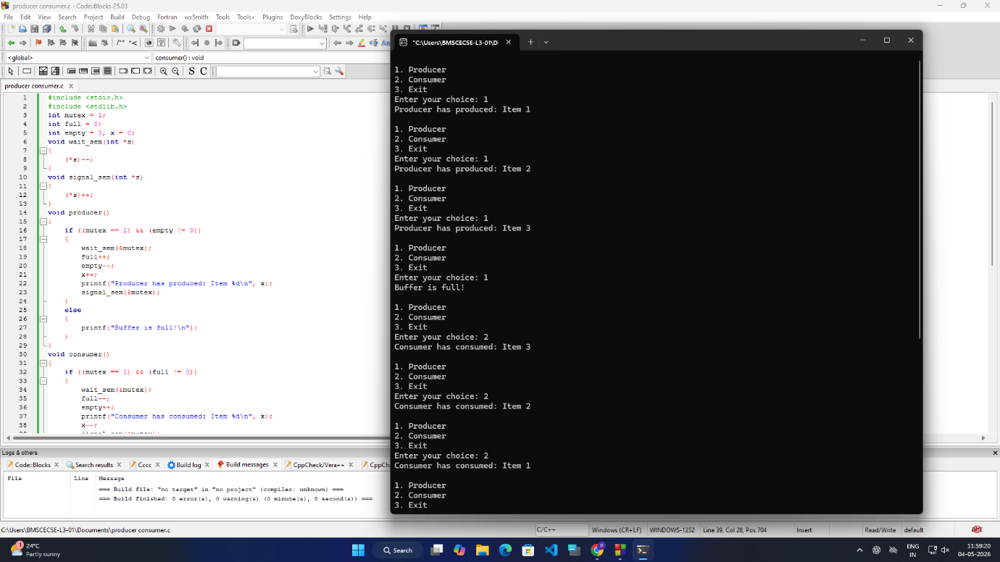 producer consumer.c - Code::Blocks 25.03
File Edit View Search Project Build Debug Fortran wxSmith Tools Tools+ Plugins DoxyBlocks Settings Help
<global>
consumer() : void
S C
producer consumer.c
1 #include <stdio.h>
2 #include <stdlib.h>
3 int mutex = 1;
4 int full = 0;
5 int empty = 3, x = 0;
6 void wait_sem(int *s)
7 {
8 (*s)--;
9 }
10 void signal_sem(int *s)
11 {
12 (*s)++;
13 }
14 void producer()
15 {
16 if ((mutex == 1) && (empty != 0))
17 {
18 wait_sem(&mutex);
19 full++;
20 empty--;
21 x++;
22 printf("Producer has produced: Item %d\n", x);
23 signal_sem(&mutex);
24 }
25 else
26 {
27 printf("Buffer is full!\n");
28 }
29 }
30 void consumer()
31 {
32 if ((mutex == 1) && (full != 0))
33 {
34 wait_sem(&mutex);
35 full--;
36 empty++;
37 printf("Consumer has consumed: Item %d\n", x);
38 x--;
"C:\Users\BMSCECSE-L3-01\D
1. Producer
2. Consumer
3. Exit
Enter your choice: 1
Producer has produced: Item 1
1. Producer
2. Consumer
3. Exit
Enter your choice: 1
Producer has produced: Item 2
1. Producer
2. Consumer
3. Exit
Enter your choice: 1
Producer has produced: Item 3
1. Producer
2. Consumer
3. Exit
Enter your choice: 1
Buffer is full!
1. Producer
2. Consumer
3. Exit
Enter your choice: 2
Consumer has consumed: Item 3
1. Producer
2. Consumer
3. Exit
Enter your choice: 2
Consumer has consumed: Item 2
1. Producer
2. Consumer
3. Exit
Enter your choice: 2
Consumer has consumed: Item 1
1. Producer
2. Consumer
3. Exit
Logs & others
Code::Blocks Search results Cccc Build log Build messages CppCheck/Vera++ CppCh
File Line Message
=== Build file: "no target" in "no project" (compiler: unknown) ===
=== Build finished: 0 error(s), 0 warning(s) (0 minute(s), 0 second(s)) ===
C:\Users\BMSCECSE-L3-01\Documents\producer consumer.c C/C++ Windows (CR+LF) WINDOWS-1252 Line 39, Col 28, Pos 704 Insert Read/Write default
1
24°C
Partly sunny
Search
ENG
IN
11:59:20
04-05-2026